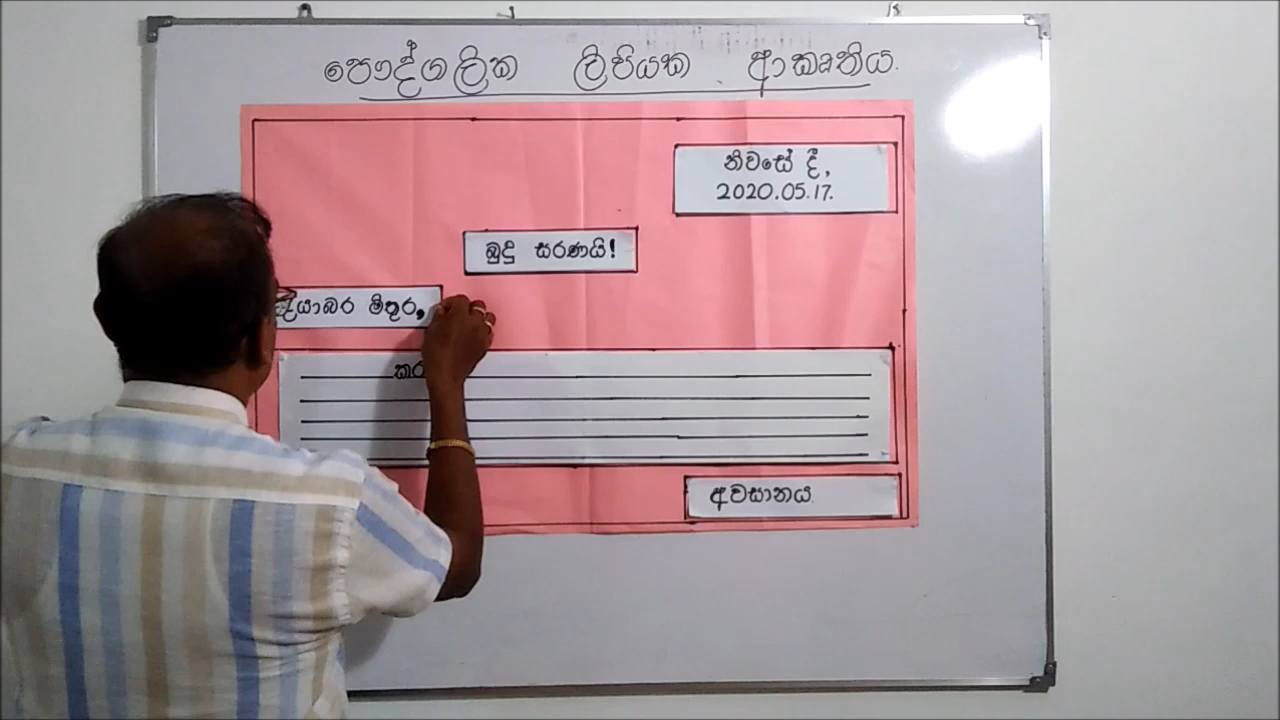 පෞද්ගලික ලිපියක ආකෘතිය.
නිවසේ දී,
2020.05.17.
බුදු සරණයි!
මිතුර,
අවසානය